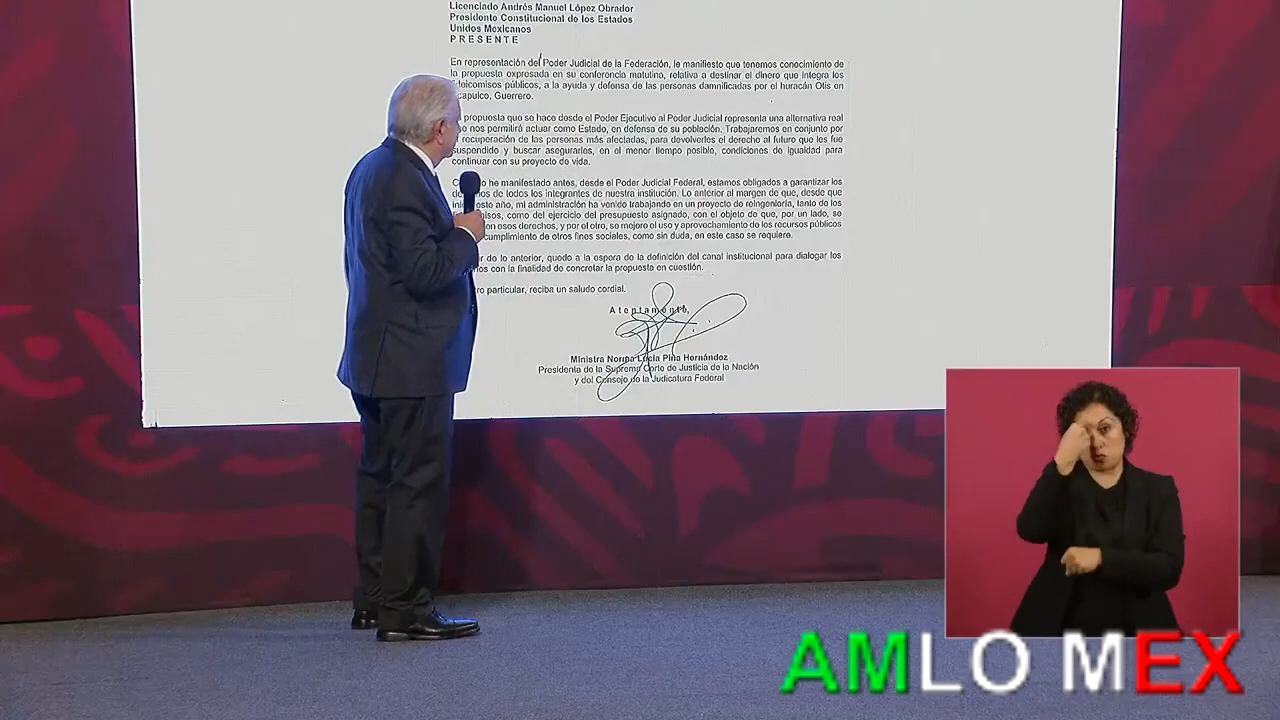 Licenciado Andrés Manuel López Obrador
Presidente Constitucional de los Estados
Unidos Mexicanos
P R E S E N T E
En representación del Poder Judicial de la Federación, le manifiesto que tenemos conocimiento de
la propuesta expresada en su conferencia matutina, relativa a destinar el dinero que integra los
fideicomisos públicos, a la ayuda y defensa de las personas damnificadas por el huracán Otis en
capulco, Guerrero.
propuesta que se hace desde el Poder Ejecutivo al Poder Judicial representa una alternativa real
nos permitirá actuar como Estado, en defensa de su población. Trabajaremos en conjunto por
recuperación de las personas más afectadas, para devolverles el derecho al futuro que les fue
suspendido y buscar asegurarles, en el menor tiempo posible, condiciones de igualdad para
continuar con su proyecto de vida.
he manifestado antes, desde el Poder Judicial Federal, estamos obligados a garantizar los
de todos los integrantes de nuestra institución. Lo anterior al margen de que, desde que
este año, mi administración ha venido trabajando en un proyecto de reingeniería, tanto de los
isos, como del ejercicio del presupuesto asignado, con el objeto de que, por un lado, se
en esos derechos, y por el otro, se mejore el uso y aprovechamiento de los recursos públicos
cumplimiento de otros fines sociales, como sin duda, en este caso se requiere.
de lo anterior, quedo a la espera de la definición del canal institucional para dialogar los
nos con la finalidad de concretar la propuesta en cuestión.
ro particular, reciba un saludo cordial.
A t e n t a m e n t e,
Ministra Norma Lucía Piña Hernández
Presidenta de la Suprema Corte de Justicia de la Nación
y del Consejo de la Judicatura Federal
AMLO MEX